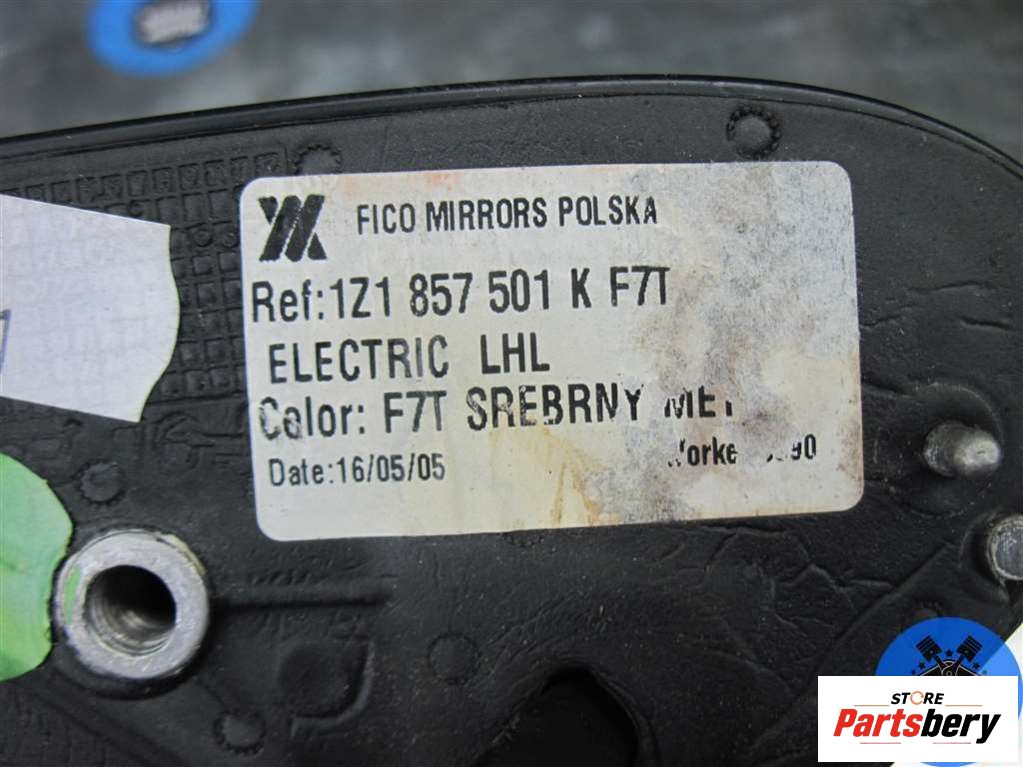 FICO MIRRORS POLSKA
Ref:1Z1 857 501 K F7T
ELECTRIC LHL
Color: F7T SREBRNY
Date:16/05/05
STORE
Partsbery